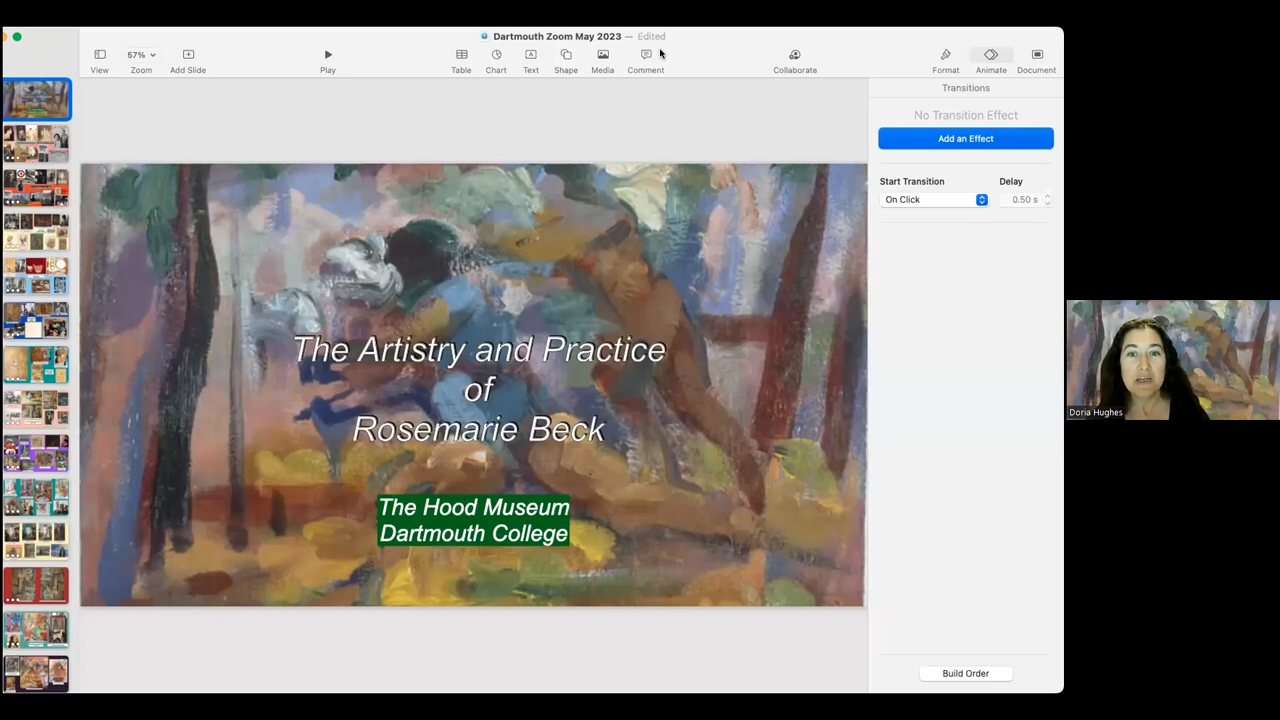 Dartmouth Zoom May 2023 — Edited
57%
View
Zoom
Add Slide
Play
Table
Chart
Text
Shape
Media
Comment
Collaborate
Format
Animate
Document
Transitions
No Transition Effect
Add an Effect
Start Transition
Delay
On Click
0.50 s
The Artistry and Practice
of
Rosemarie Beck
The Hood Museum
Dartmouth College
Doria Hughes
Build Order